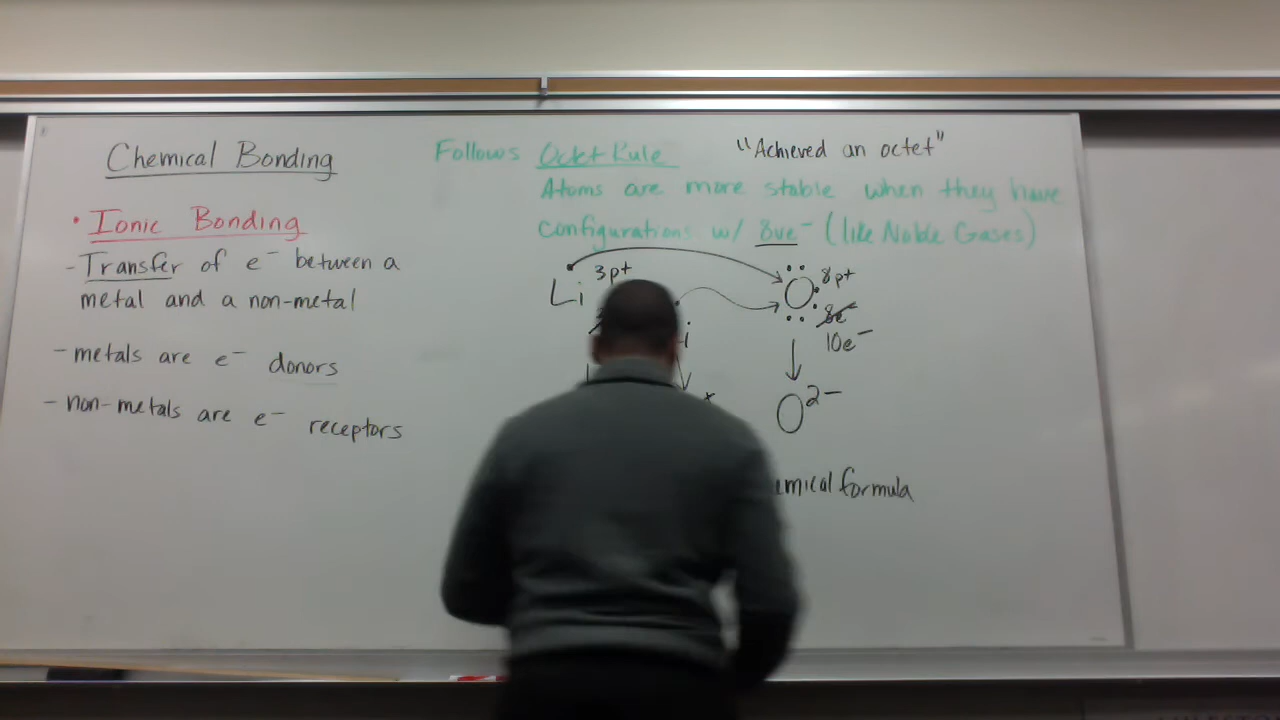 Chemical Bonding
• Ionic Bonding
- Transfer of e⁻ between a
metal and a non-metal
- metals are e⁻ donors
- non-metals are e⁻ receptors
Follows Octet Rule
"Achieved an octet"
Atoms are more stable when they have
configurations w/ 8ve⁻ (like Noble Gases)
Li 3p+
i
+
O 8p+
8e⁻
10e⁻
O²⁻
emical formula